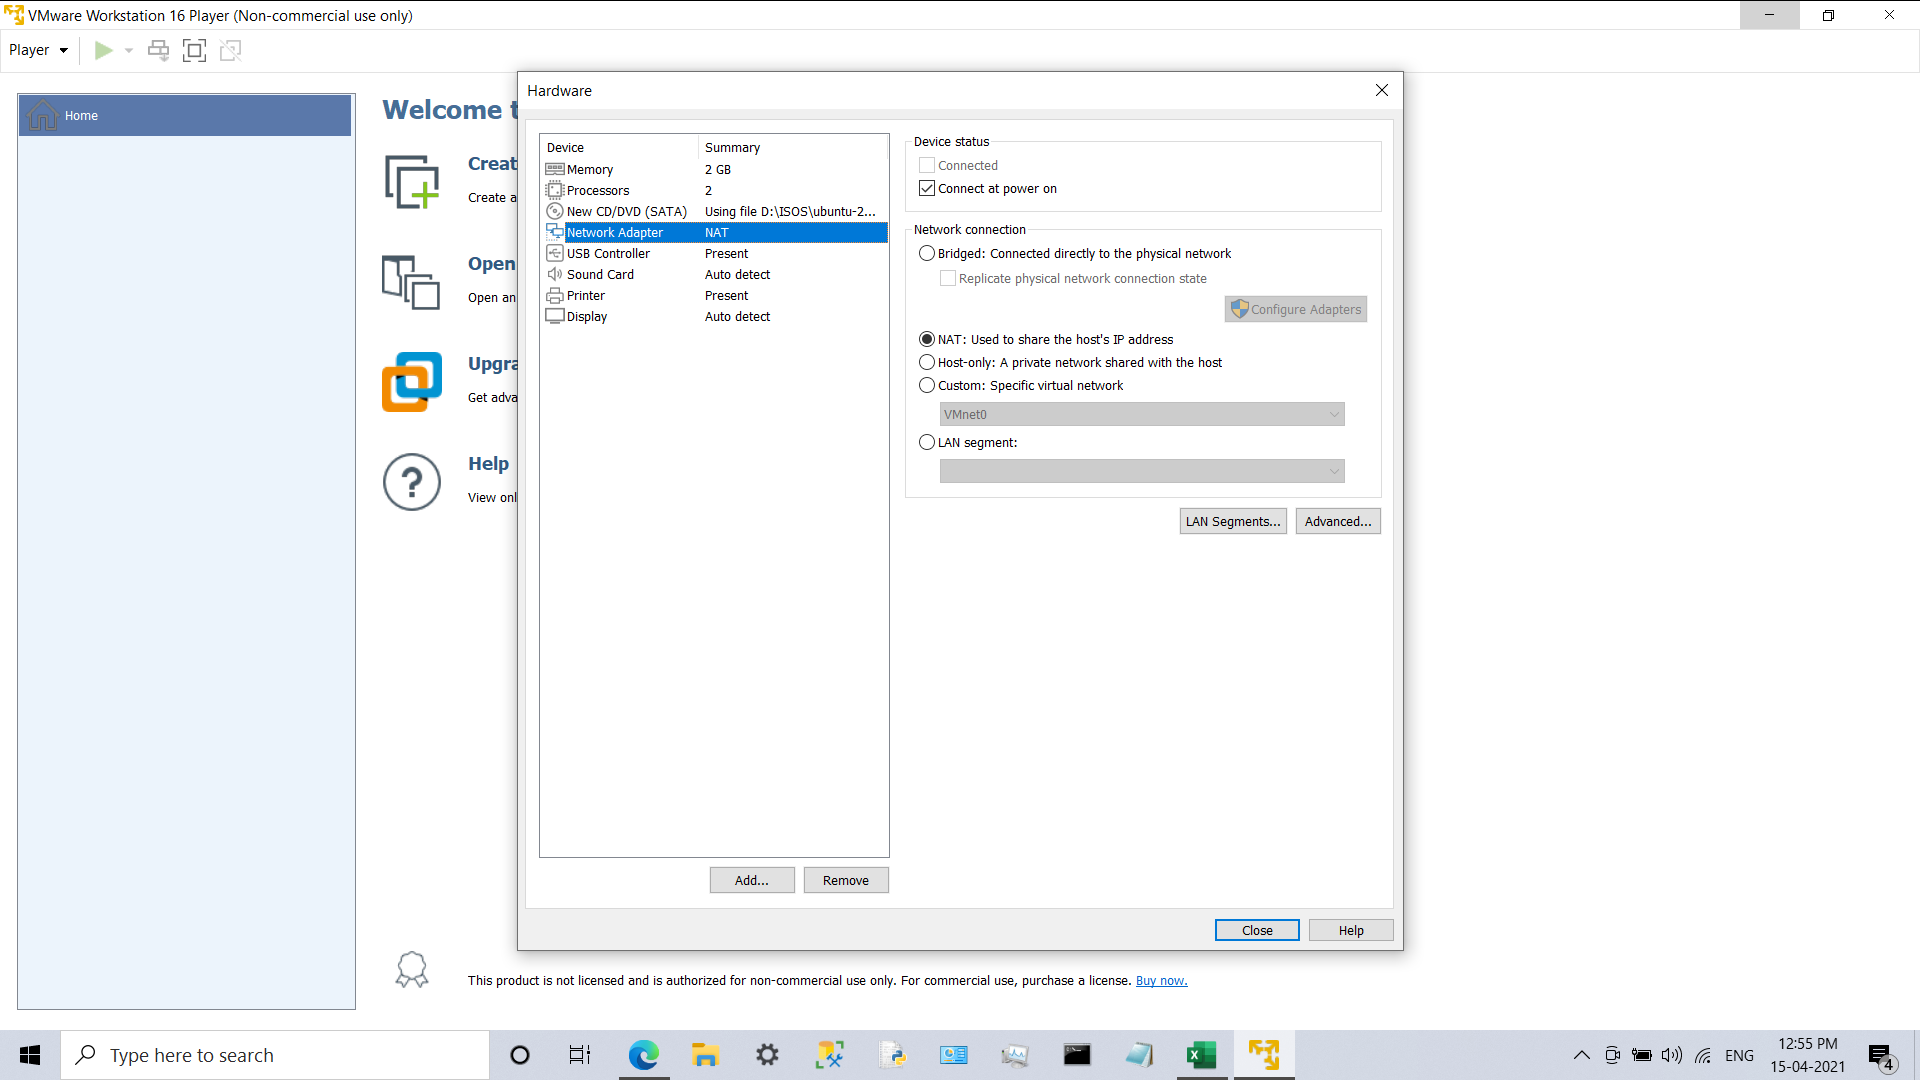 VMware Workstation 16 Player (Non-commercial use only)
Player
Home
Welcome t
Creat
Create a
Open
Open an
Upgra
Get adva
Help
View onl
Hardware
Device Summary
Memory 2 GB
Processors 2
New CD/DVD (SATA) Using file D:\ISOS\ubuntu-2...
Network Adapter NAT
USB Controller Present
Sound Card Auto detect
Printer Present
Display Auto detect
Add... Remove
Device status
Connected
Connect at power on
Network connection
Bridged: Connected directly to the physical network
Replicate physical network connection state
Configure Adapters
NAT: Used to share the host's IP address
Host-only: A private network shared with the host
Custom: Specific virtual network
VMnet0
LAN segment:
LAN Segments... Advanced...
Close Help
This product is not licensed and is authorized for non-commercial use only. For commercial use, purchase a license. Buy now.
Type here to search
ENG
12:55 PM
15-04-2021
4